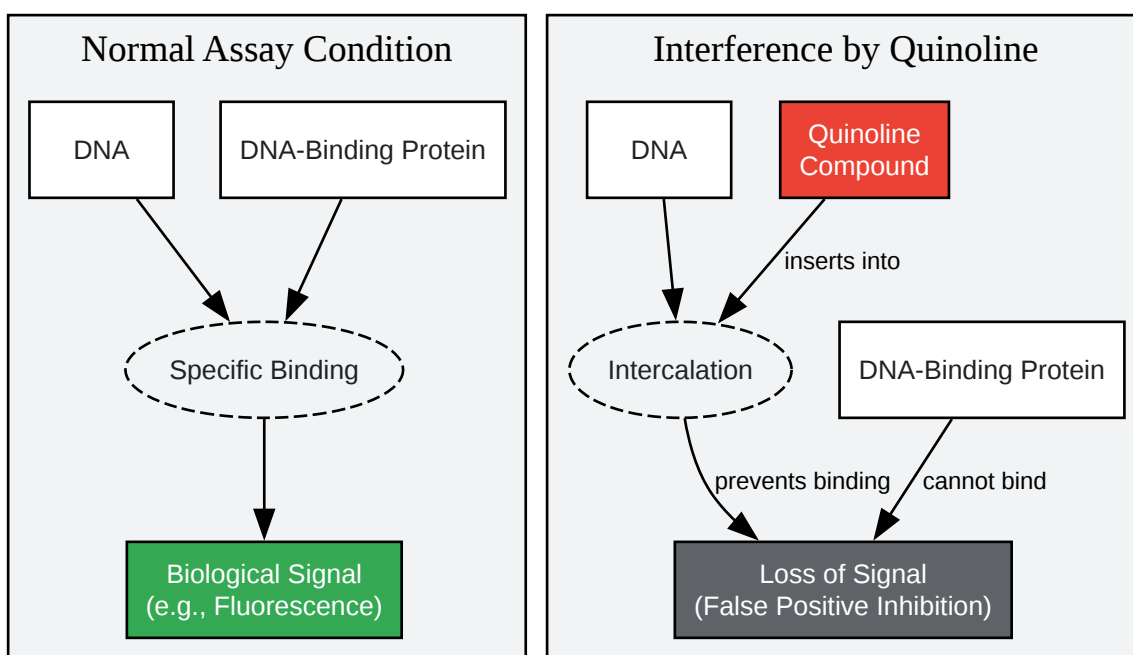 Normal Assay Condition
DNA
DNA-Binding Protein
Specific Binding
Biological Signal
(e.g., Fluorescence)
Interference by Quinoline
DNA
Quinoline
Compound
inserts into
Intercalation
DNA-Binding Protein
prevents binding
cannot bind
Loss of Signal
(False Positive Inhibition)